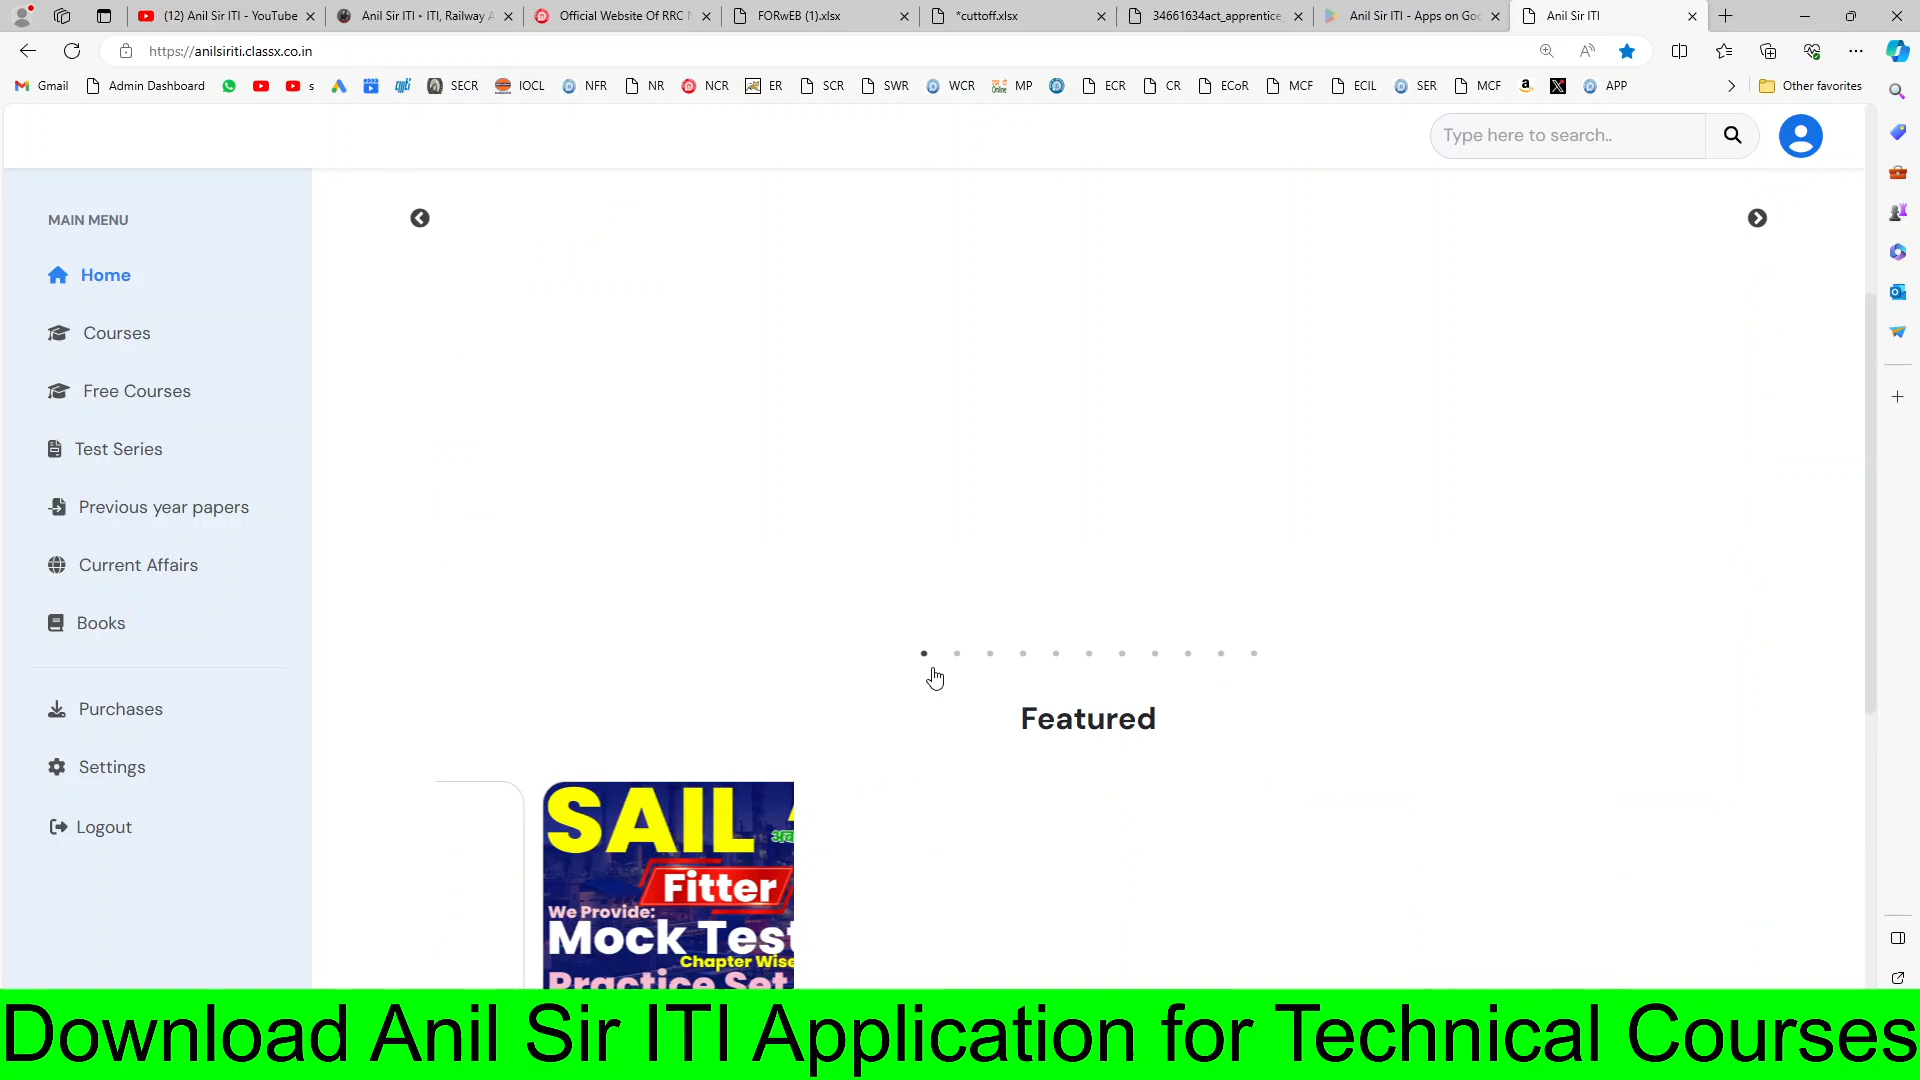 (12) Anil Sir ITI - YouTube
Anil Sir ITI • ITI, Railway A
Official Website Of RRC N
FORwEB (1).xlsx
*cuttoff.xlsx
34661634act_apprentice_
Anil Sir ITI - Apps on Goo
Anil Sir ITI
https://anilsiriti.classx.co.in
Gmail
Admin Dashboard
s
SECR
IOCL
NFR
NR
NCR
ER
SCR
SWR
WCR
MP
ECR
CR
ECoR
MCF
ECIL
SER
MCF
APP
Other favorites
Type here to search..
MAIN MENU
Home
Courses
Free Courses
Test Series
Previous year papers
Current Affairs
Books
Purchases
Settings
Logout
Featured
SAIL
Fitter
We Provide:
Mock Test
Chapter Wise
Practice Set
Download Anil Sir ITI Application for Technical Courses